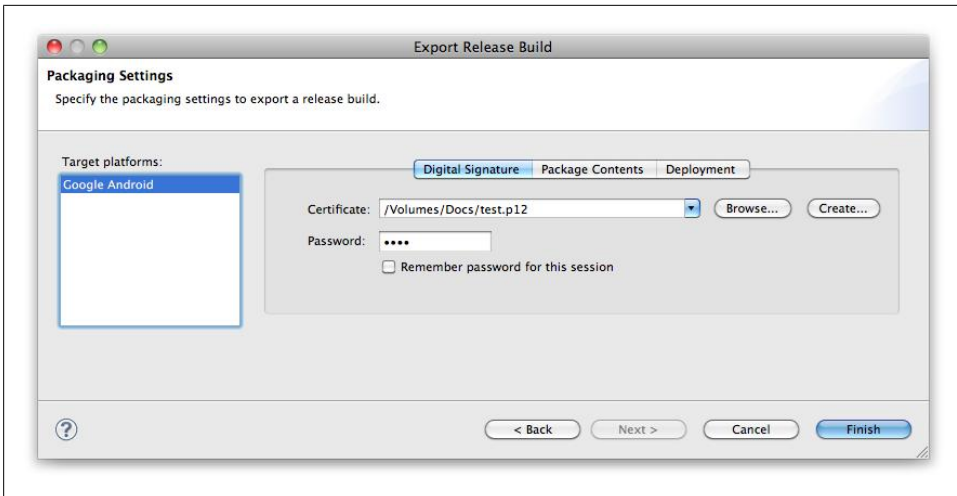 Export Release Build
Packaging Settings
Specify the packaging settings to export a release build.
Target platforms:
Google Android
Digital Signature Package Contents Deployment
Certificate: /Volumes/Docs/test.p12 Browse... Create...
Password: ••••
Remember password for this session
? < Back Next > Cancel Finish